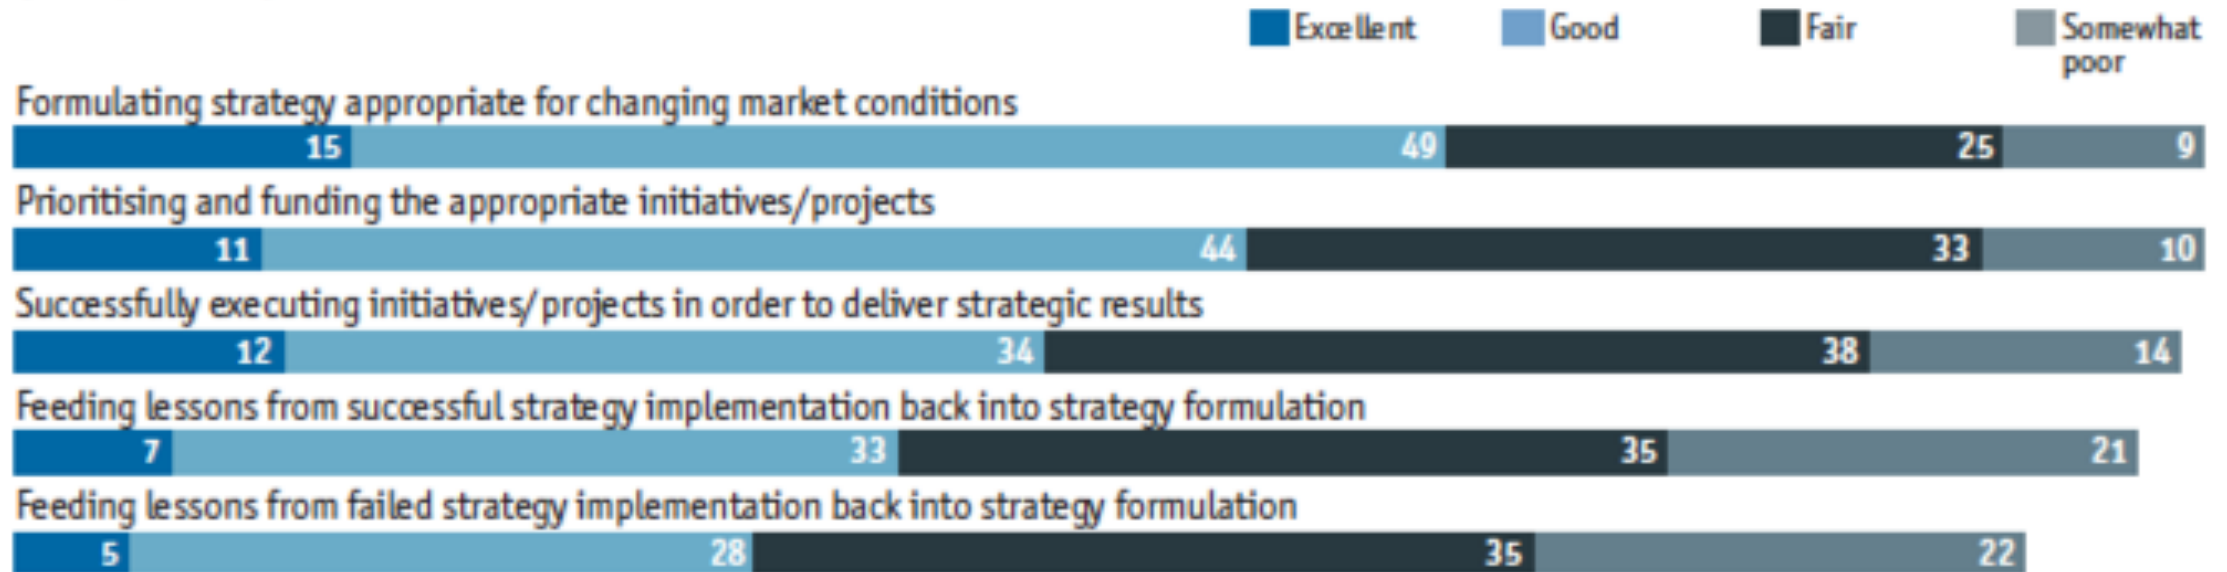 Excellent Good Fair Somewhat
poor
Formulating strategy appropriate for changing market conditions
15 49 25 9
Prioritising and funding the appropriate initiatives/projects
11 44 33 10
Successfully executing initiatives/projects in order to deliver strategic results
12 34 38 14
Feeding lessons from successful strategy implementation back into strategy formulation
7 33 35 21
Feeding lessons from failed strategy implementation back into strategy formulation
5 28 35 22